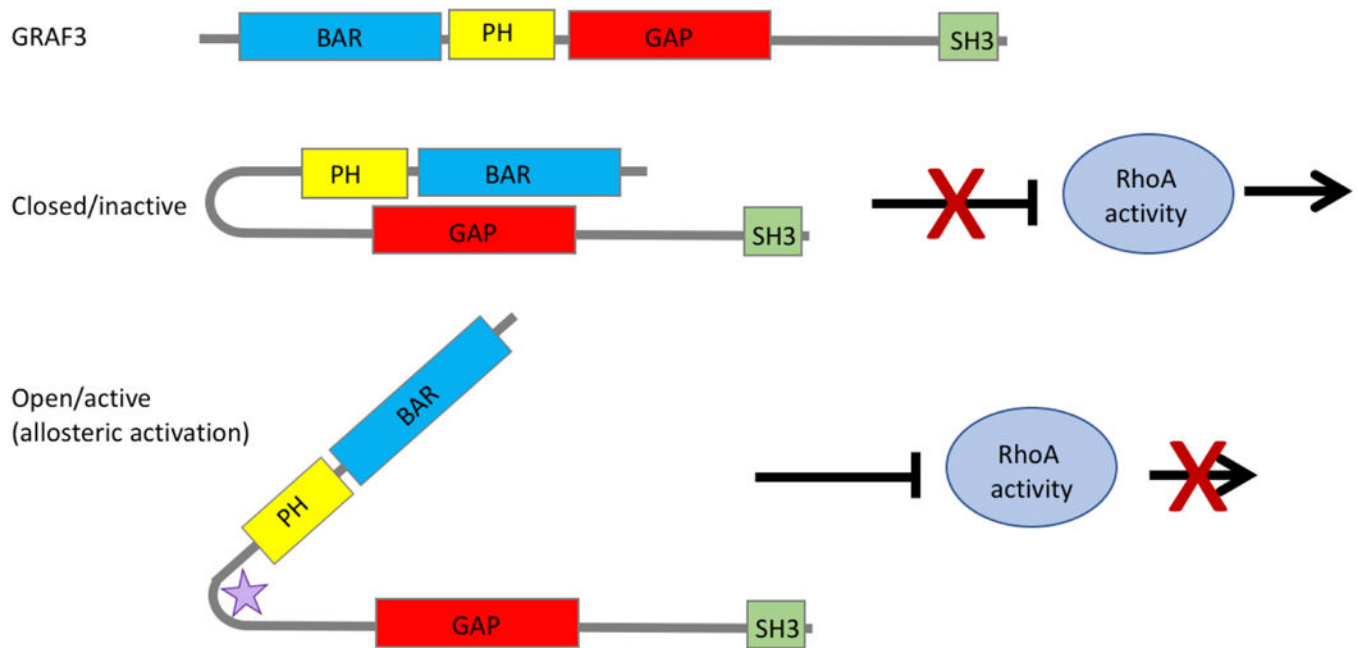 GRAF3
BAR
PH
GAP
SH3
Closed/inactive
PH
BAR
GAP
SH3
RhoA
activity
Open/active
(allosteric activation)
BAR
PH
GAP
SH3
RhoA
activity